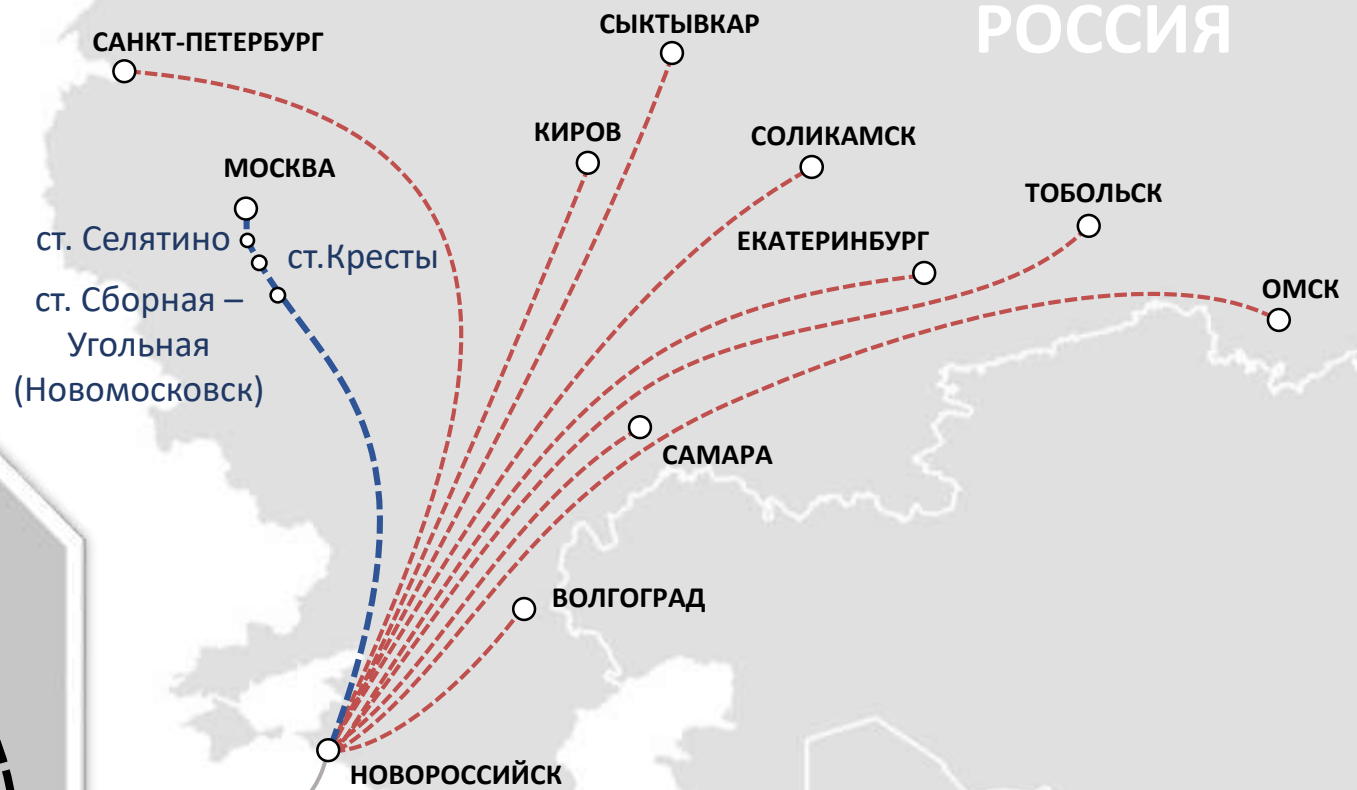 РОССИЯ
СЫКТЫВКАР
САНКТ-ПЕТЕРБУРГ
КИРОВ
СОЛИКАМСК
МОСКВА
ТОБОЛЬСК
ст. Селятино
ЕКАТЕРИНБУРГ
ст.Кресты
ОМСК
ст. Сборная –
Угольная
(Новомосковск)
САМАРА
ВОЛГОГРАД
НОВОРОССИЙСК